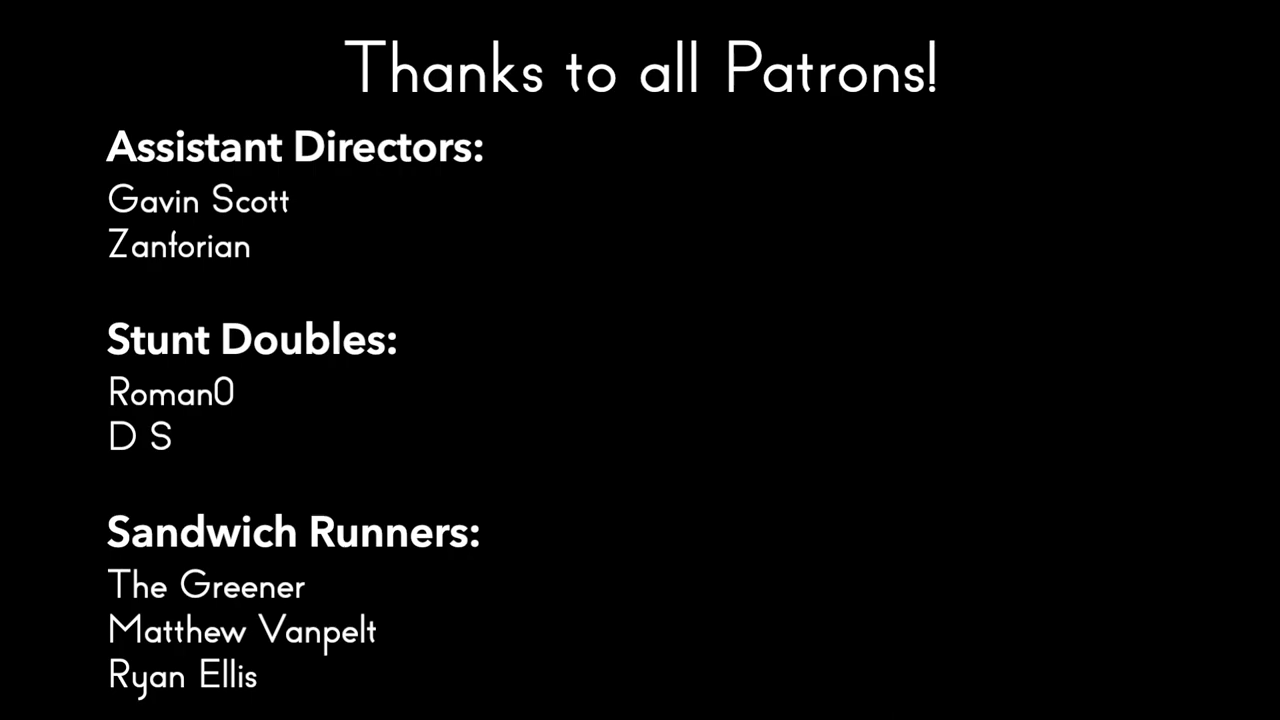 Thanks to all Patrons!
Assistant Directors:
Gavin Scott
Zanforian
Stunt Doubles:
Roman0
D S
Sandwich Runners:
The Greener
Matthew Vanpelt
Ryan Ellis